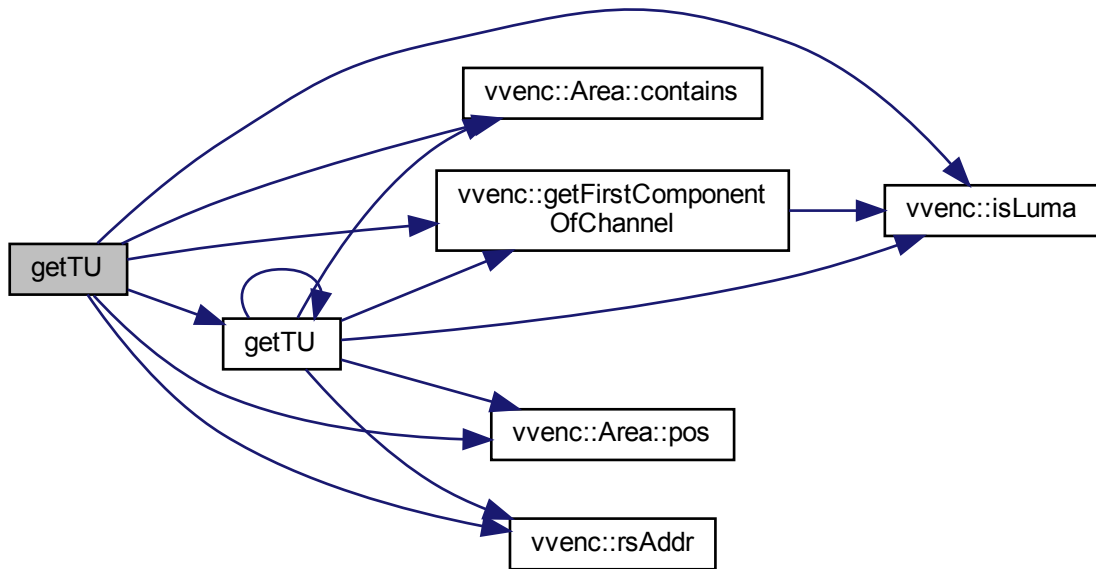 vvenc::Area::contains
vvenc::getFirstComponent
OfChannel
vvenc::isLuma
getTU
getTU
vvenc::Area::pos
vvenc::rsAddr